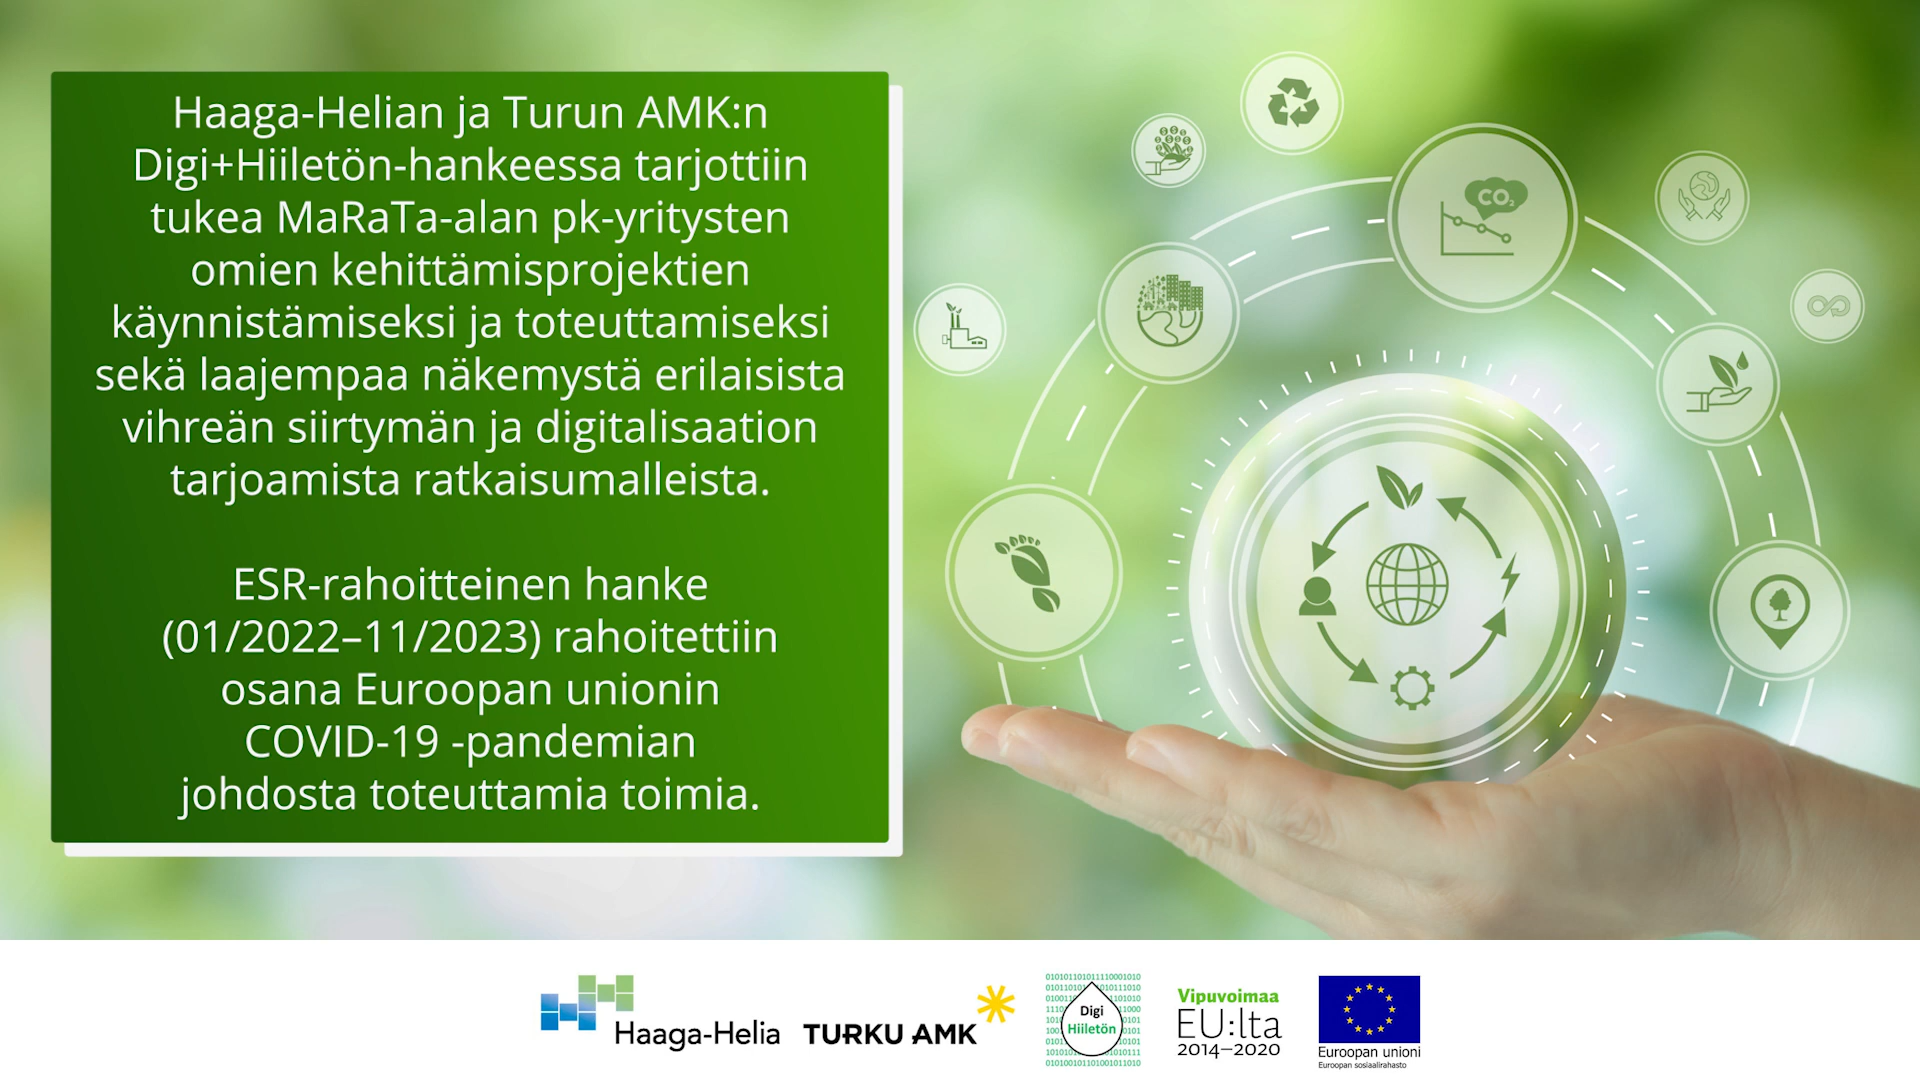 Haaga-Helian ja Turun AMK:n
Digi+Hiiletön-hankeessa tarjottiin
tukea MaRaTa-alan pk-yritysten
omien kehittämisprojektien
käynnistämiseksi ja toteuttamiseksi
sekä laajempaa näkemystä erilaisista
vihreän siirtymän ja digitalisaation
tarjoamista ratkaisumalleista.
ESR-rahoitteinen hanke
(01/2022–11/2023) rahoitettiin
osana Euroopan unionin
COVID-19 -pandemian
johdosta toteuttamia toimia.
CO₂
Haaga-Helia
TURKU AMK
Digi
Hiiletön
Vipuvoimaa
EU:lta
2014–2020
Euroopan unioni
Euroopan sosiaalirahasto